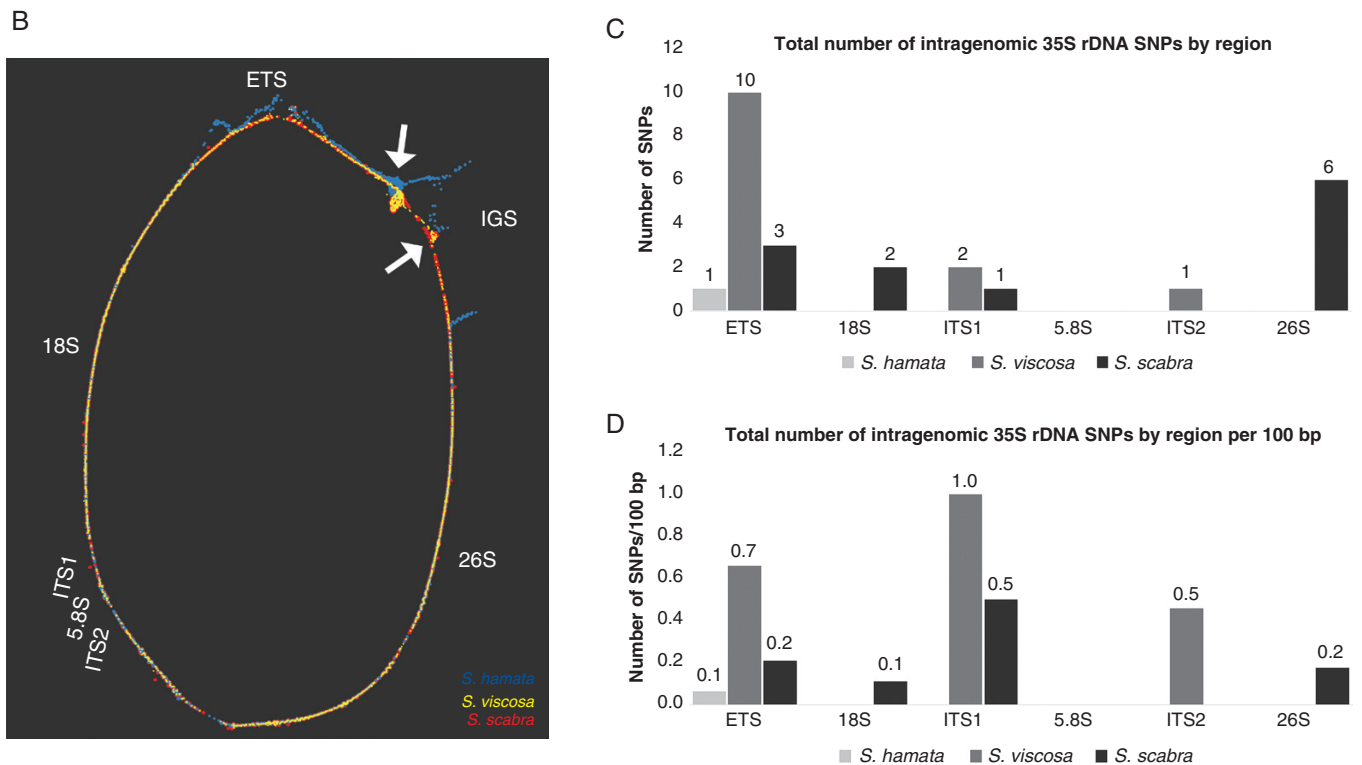 B
ETS
IGS
18S
26S
ITS1
5.8S
ITS2
S. hamata
S. viscosa
S. scabra
C
Total number of intragenomic 35S rDNA SNPs by region
Number of SNPs
12
10
8
6
4
2
0
1
10
3
2
2
1
1
6
ETS 18S ITS1 5.8S ITS2 26S
S. hamata S. viscosa S. scabra
D
Total number of intragenomic 35S rDNA SNPs by region per 100 bp
Number of SNPs/100 bp
1.2
1.0
0.8
0.6
0.4
0.2
0.0
0.1
0.7
0.2
0.1
1.0
0.5
0.5
0.2
ETS 18S ITS1 5.8S ITS2 26S
S. hamata S. viscosa S. scabra